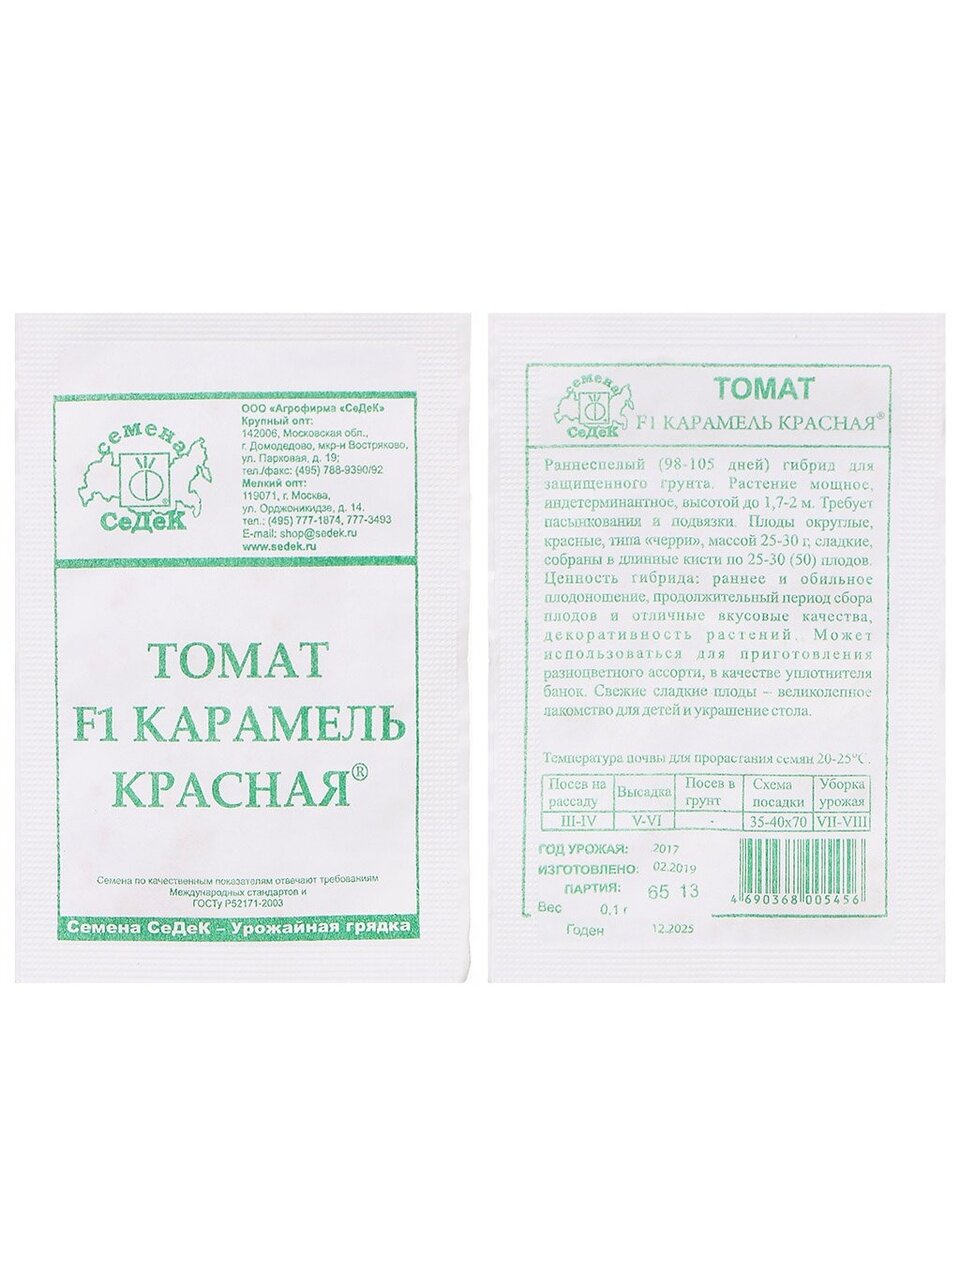 семена
СеДеК
®
ООО «Агрофирма «СеДеК»
Крупный опт:
142006, Московская обл.,
г. Домодедово, мкр-н Востряково,
ул. Парковая, д. 19;
тел./факс: (495) 788-9390/92
Мелкий опт:
119071, г. Москва,
ул. Орджоникидзе, д. 14.
тел.: (495) 777-1874, 777-3493
E-mail: shop@sedek.ru
www.sedek.ru
ТОМАТ
F1 КАРАМЕЛЬ
КРАСНАЯ®
Семена по качественным показателям отвечают требованиям
Международных стандартов и
ГОСТу Р52171-2003
Семена СеДеК – Урожайная грядка
семена
СеДеК
ТОМАТ
F1 КАРАМЕЛЬ КРАСНАЯ®
Раннеспелый (98-105 дней) гибрид для
защищенного грунта. Растение мощное,
индетерминантное, высотой до 1,7-2 м. Требует
пасынкования и подвязки. Плоды округлые,
красные, типа «черри», массой 25-30 г, сладкие,
собраны в длинные кисти по 25-30 (50) плодов.
Ценность гибрида: раннее и обильное
плодоношение, продолжительный период сбора
плодов и отличные вкусовые качества,
декоративность растений. Может
использоваться для приготовления
разноцветного ассорти, в качестве уплотнителя
банок. Свежие сладкие плоды – великолепное
лакомство для детей и украшение стола.
Температура почвы для прорастания семян 20-25°С.
Посев на рассаду Высадка Посев в грунт Схема посадки Уборка урожая
III-IV V-VI - 35-40х70 VII-VIII
ГОД УРОЖАЯ: 2017
ИЗГОТОВЛЕНО: 02.2019
ПАРТИЯ: 65 13
Вес 0.1 г
Годен 12.2025
4 690368 005456